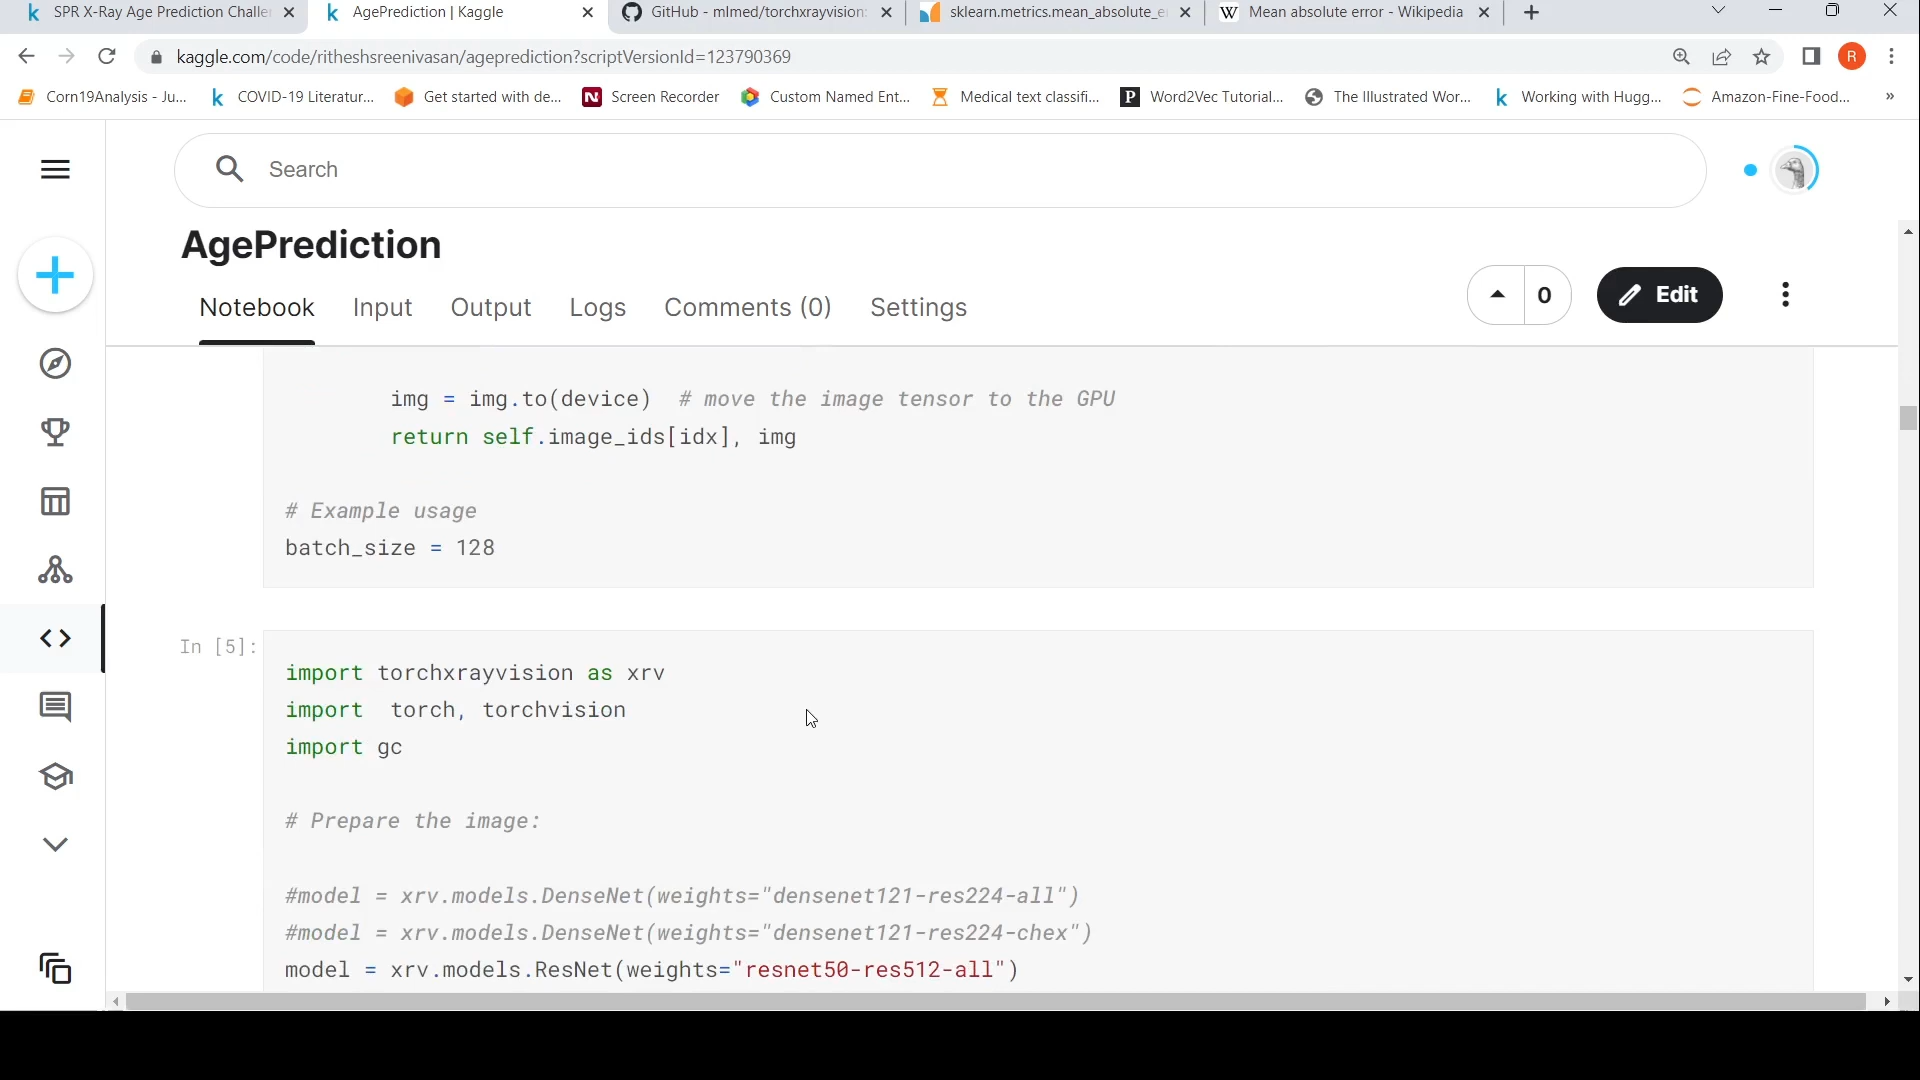 SPR X-Ray Age Prediction Challe
AgePrediction | Kaggle
GitHub - mlmed/torchxrayvision:
sklearn.metrics.mean_absolute_e
Mean absolute error - Wikipedia
kaggle.com/code/ritheshsreenivasan/ageprediction?scriptVersionId=123790369
R
Corn19Analysis - Ju...
COVID-19 Literatur...
Get started with de...
Screen Recorder
Custom Named Ent...
Medical text classifi...
Word2Vec Tutorial...
The Illustrated Wor...
Working with Hugg...
Amazon-Fine-Food...
»
Search
AgePrediction
Notebook
Input
Output
Logs
Comments (0)
Settings
0
Edit
img = img.to(device)  # move the image tensor to the GPU
return self.image_ids[idx], img
# Example usage
batch_size = 128
In [5]:
import torchxrayvision as xrv
import  torch, torchvision
import gc
# Prepare the image:
#model = xrv.models.DenseNet(weights="densenet121-res224-all")
#model = xrv.models.DenseNet(weights="densenet121-res224-chex")
model = xrv.models.ResNet(weights="resnet50-res512-all")